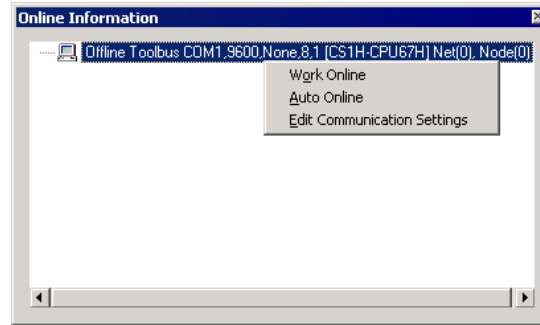 Online Information
Offline Toolbus COM1,9600,None,8,1 [CS1H-CPU67H] Net(0), Node(0)
Work Online
Auto Online
Edit Communication Settings